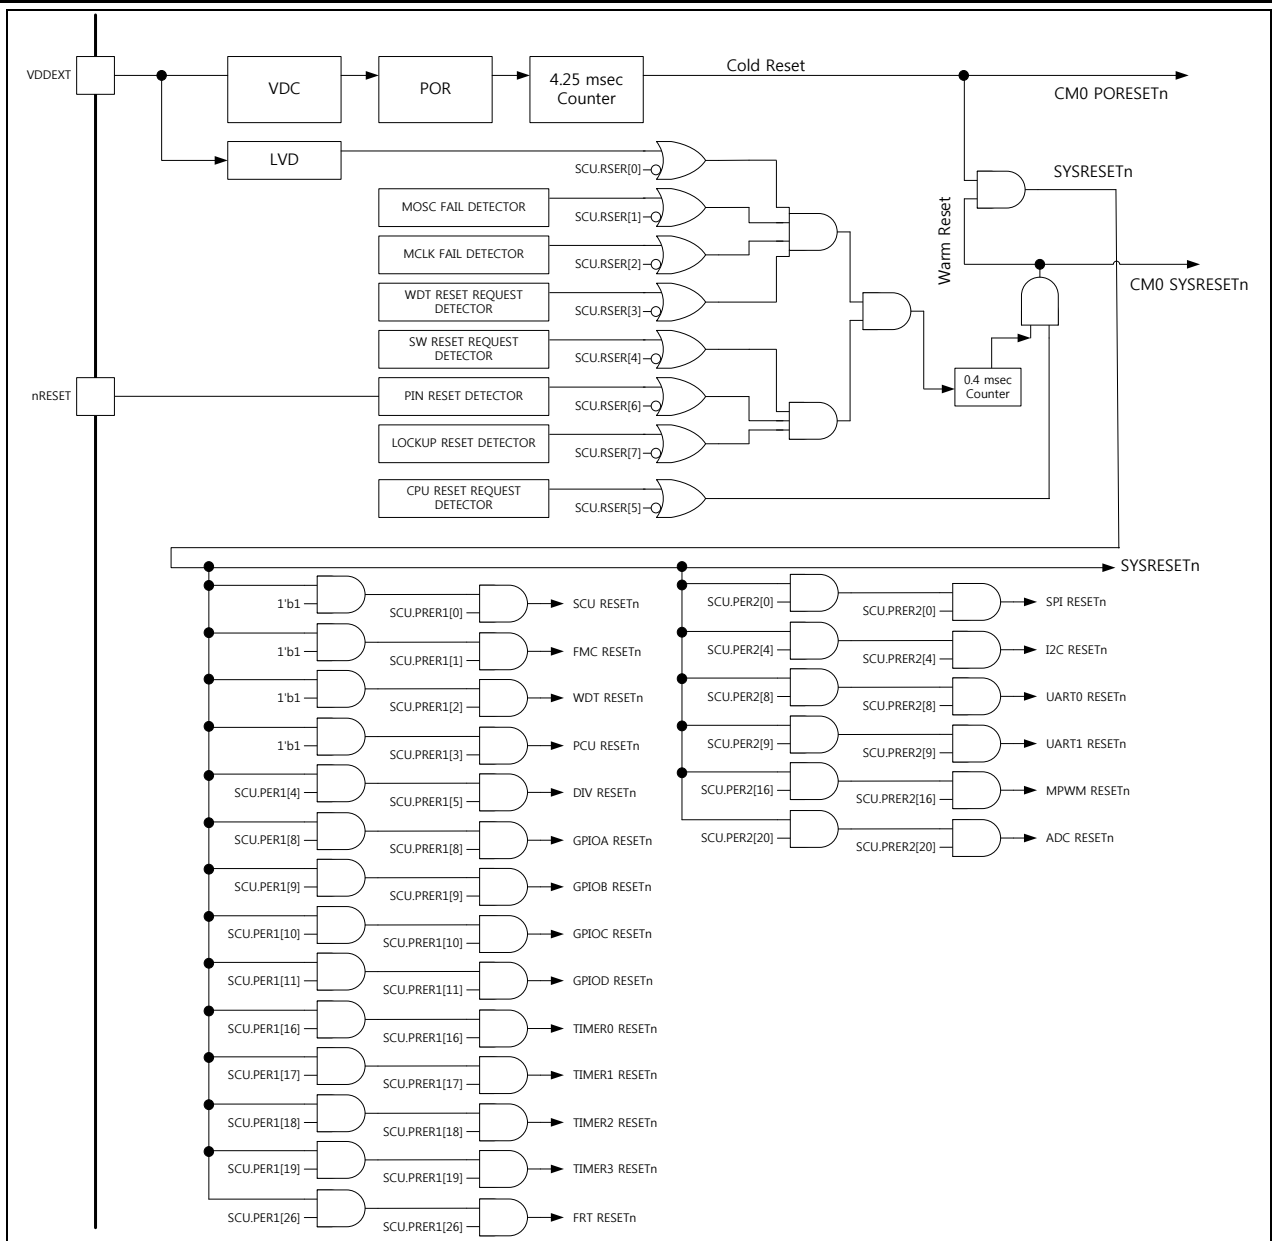 VDDEXT
VDC
POR
4.25 msec
Counter
Cold Reset
CM0 PORESETn
LVD
SCU.RSER[0]
SYSRESETn
MOSC FAIL DETECTOR
SCU.RSER[1]
Warm Reset
MCLK FAIL DETECTOR
SCU.RSER[2]
CM0 SYSRESETn
WDT RESET REQUEST
DETECTOR
SCU.RSER[3]
SW RESET REQUEST
DETECTOR
SCU.RSER[4]
0.4 msec
Counter
nRESET
PIN RESET DETECTOR
SCU.RSER[6]
LOCKUP RESET DETECTOR
SCU.RSER[7]
CPU RESET REQUEST
DETECTOR
SCU.RSER[5]
SYSRESETn
1'b1
SCU.PRER1[0]
SCU RESETn
1'b1
SCU.PRER1[1]
FMC RESETn
1'b1
SCU.PRER1[2]
WDT RESETn
1'b1
SCU.PRER1[3]
PCU RESETn
SCU.PER1[4]
SCU.PRER1[5]
DIV RESETn
SCU.PER1[8]
SCU.PRER1[8]
GPIOA RESETn
SCU.PER1[9]
SCU.PRER1[9]
GPIOB RESETn
SCU.PER1[10]
SCU.PRER1[10]
GPIOC RESETn
SCU.PER1[11]
SCU.PRER1[11]
GPIOD RESETn
SCU.PER1[16]
SCU.PRER1[16]
TIMER0 RESETn
SCU.PER1[17]
SCU.PRER1[17]
TIMER1 RESETn
SCU.PER1[18]
SCU.PRER1[18]
TIMER2 RESETn
SCU.PER1[19]
SCU.PRER1[19]
TIMER3 RESETn
SCU.PER1[26]
SCU.PRER1[26]
FRT RESETn
SCU.PER2[0]
SCU.PRER2[0]
SPI RESETn
SCU.PER2[4]
SCU.PRER2[4]
I2C RESETn
SCU.PER2[8]
SCU.PRER2[8]
UART0 RESETn
SCU.PER2[9]
SCU.PRER2[9]
UART1 RESETn
SCU.PER2[16]
SCU.PRER2[16]
MPWM RESETn
SCU.PER2[20]
SCU.PRER2[20]
ADC RESETn